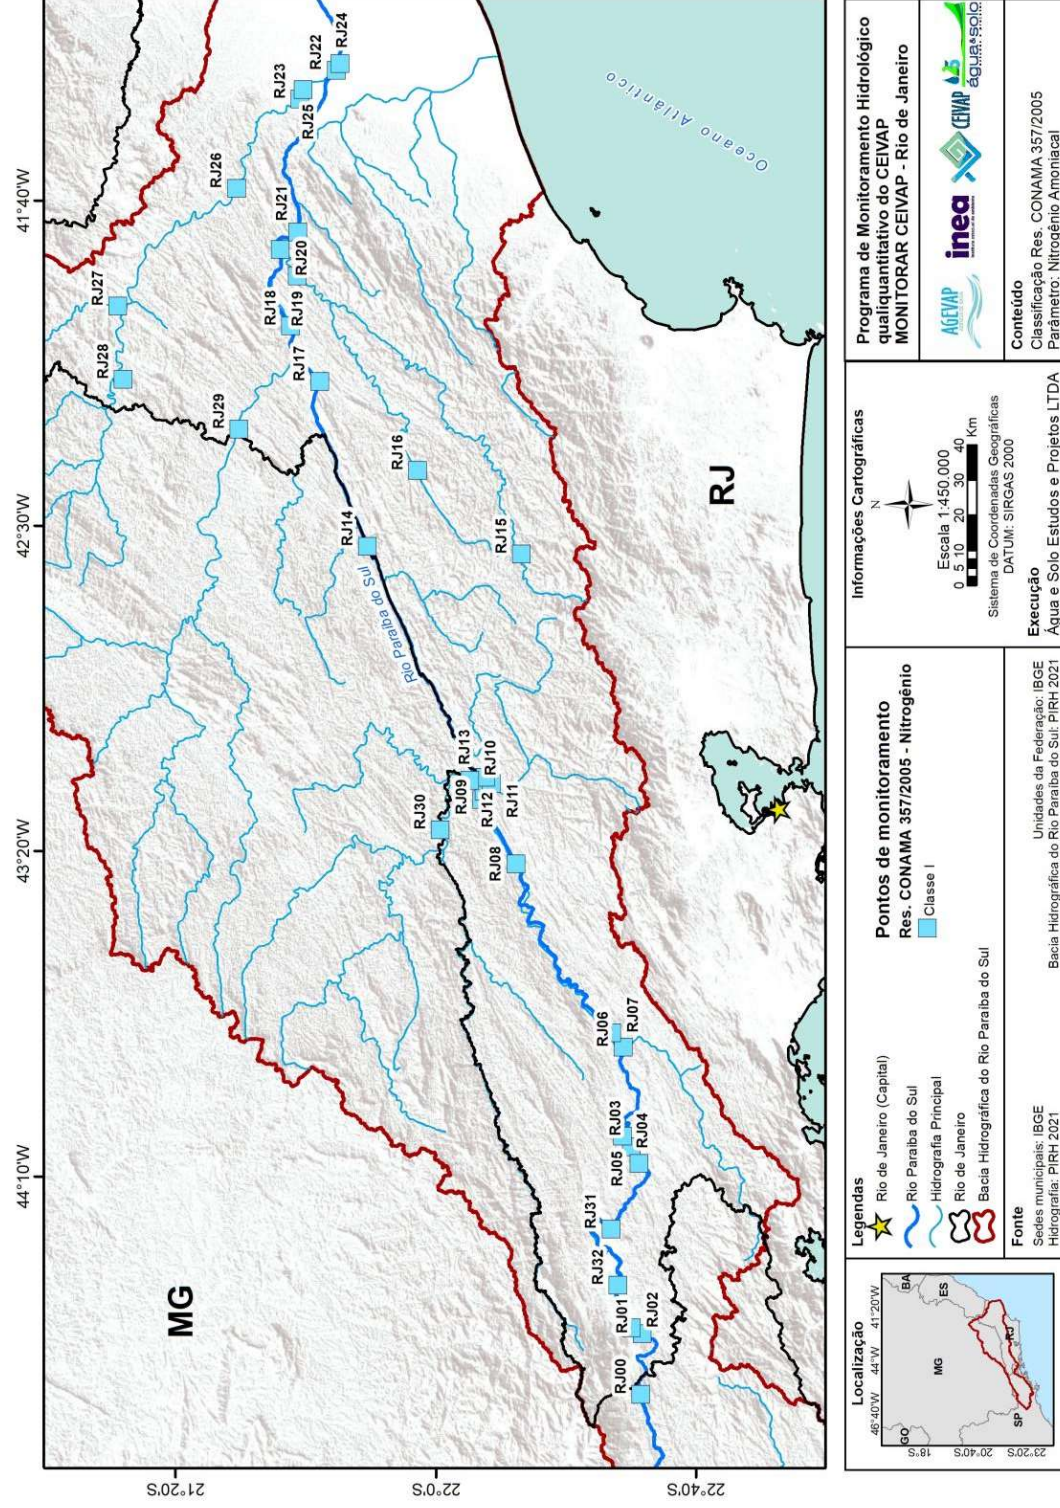 41°40'W
42°30'W
43°20'W
44°10'W
21°20'S
22°0'S
22°40'S
MG
RJ
Oceano Atlântico
Rio Paraíba do Sul
RJ24
RJ22
RJ23
RJ25
RJ26
RJ21
RJ20
RJ27
RJ28
RJ18
RJ19
RJ17
RJ29
RJ16
RJ14
RJ15
RJ13
RJ10
RJ09
RJ12
RJ11
RJ30
RJ08
RJ06
RJ07
RJ03
RJ04
RJ05
RJ31
RJ32
RJ01
RJ02
RJ00
Localização
46°40'W
44°W
41°20'W
18°S
20°40'S
23°20'S
GO
MG
BA
ES
RJ
SP
Legendas
Rio de Janeiro (Capital)
Rio Paraíba do Sul
Hidrografia Principal
Rio de Janeiro
Bacia Hidrográfica do Rio Paraíba do Sul
Pontos de monitoramento
Res. CONAMA 357/2005 - Nitrogênio
Classe I
Fonte
Sedes municipais: IBGE
Hidrografia: PIRH 2021
Unidades da Federação: IBGE
Bacia Hidrográfica do Rio Paraíba do Sul: PIRH 2021
Informações Cartográficas
N
Escala 1:450.000
0 5 10 20 30 40
Km
Sistema de Coordenadas Geográficas
DATUM: SIRGAS 2000
Execução
Água e Solo Estudos e Projetos LTDA
Programa de Monitoramento Hidrológico
qualiquantitativo do CEIVAP
MONITORAR CEIVAP - Rio de Janeiro
AGEVAP
inea
CEIVAP
água&solo
Conteúdo
Classificação Res. CONAMA 357/2005
Parâmetro: Nitrogênio Amoniacal